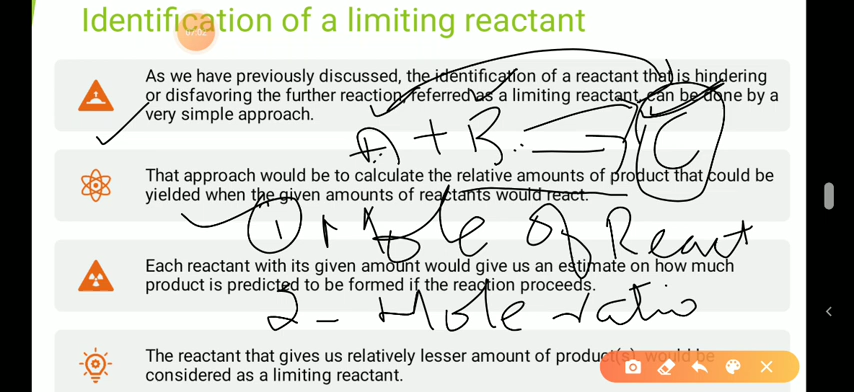 Identification of a limiting reactant
07:02
As we have previously discussed, the identification of a reactant that is hindering
or disfavoring the further reaction, referred as a limiting reactant, can be done by a
very simple approach.
A + B → C
That approach would be to calculate the relative amounts of product that could be
yielded when the given amounts of reactants would react.
1 Mole of React
Each reactant with its given amount would give us an estimate on how much
product is predicted to be formed if the reaction proceeds.
2 - Mole ratio
The reactant that gives us relatively lesser amount of product(s), would be
considered as a limiting reactant.